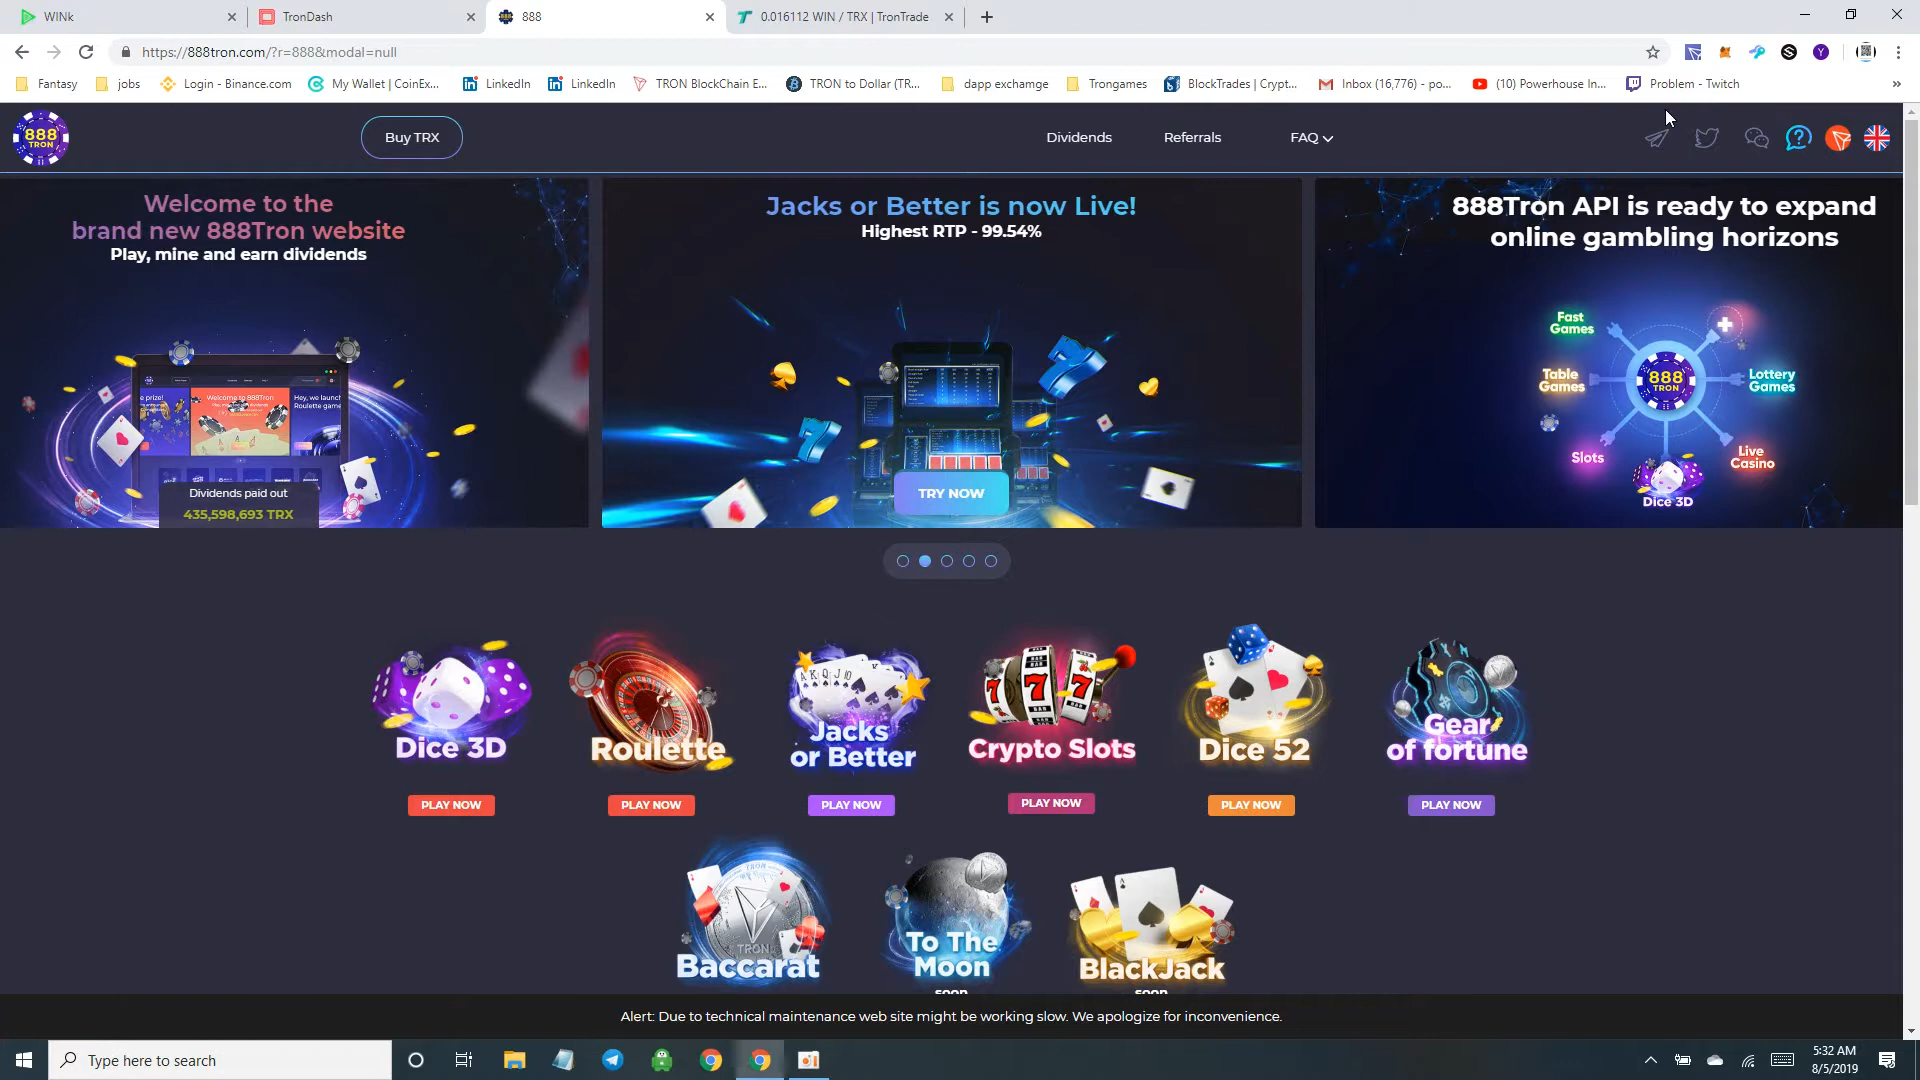 WINk
TronDash
888
0.016112 WIN / TRX | TronTrade
https://888tron.com/?r=888&modal=null
Fantasy
jobs
Login - Binance.com
My Wallet | CoinEx...
LinkedIn
LinkedIn
TRON BlockChain E...
TRON to Dollar (TR...
dapp exchamge
Trongames
BlockTrades | Crypt...
Inbox (16,776) - po...
(10) Powerhouse In...
Problem - Twitch
888
TRON
Buy TRX
Dividends
Referrals
FAQ
Welcome to the
brand new 888Tron website
Play, mine and earn dividends
Dividends paid out
435,598,693 TRX
Jacks or Better is now Live!
Highest RTP - 99.54%
TRY NOW
888Tron API is ready to expand
online gambling horizons
Fast
Games
Table
Games
888
TRON
Lottery
Games
Slots
Live
Casino
Dice 3D
Dice 3D
PLAY NOW
Roulette
PLAY NOW
Jacks
or Better
PLAY NOW
Crypto Slots
PLAY NOW
Dice 52
PLAY NOW
Gear
of fortune
PLAY NOW
Baccarat
To The
Moon
soon
BlackJack
soon
Alert: Due to technical maintenance web site might be working slow. We apologize for inconvenience.
Type here to search
5:32 AM
8/5/2019